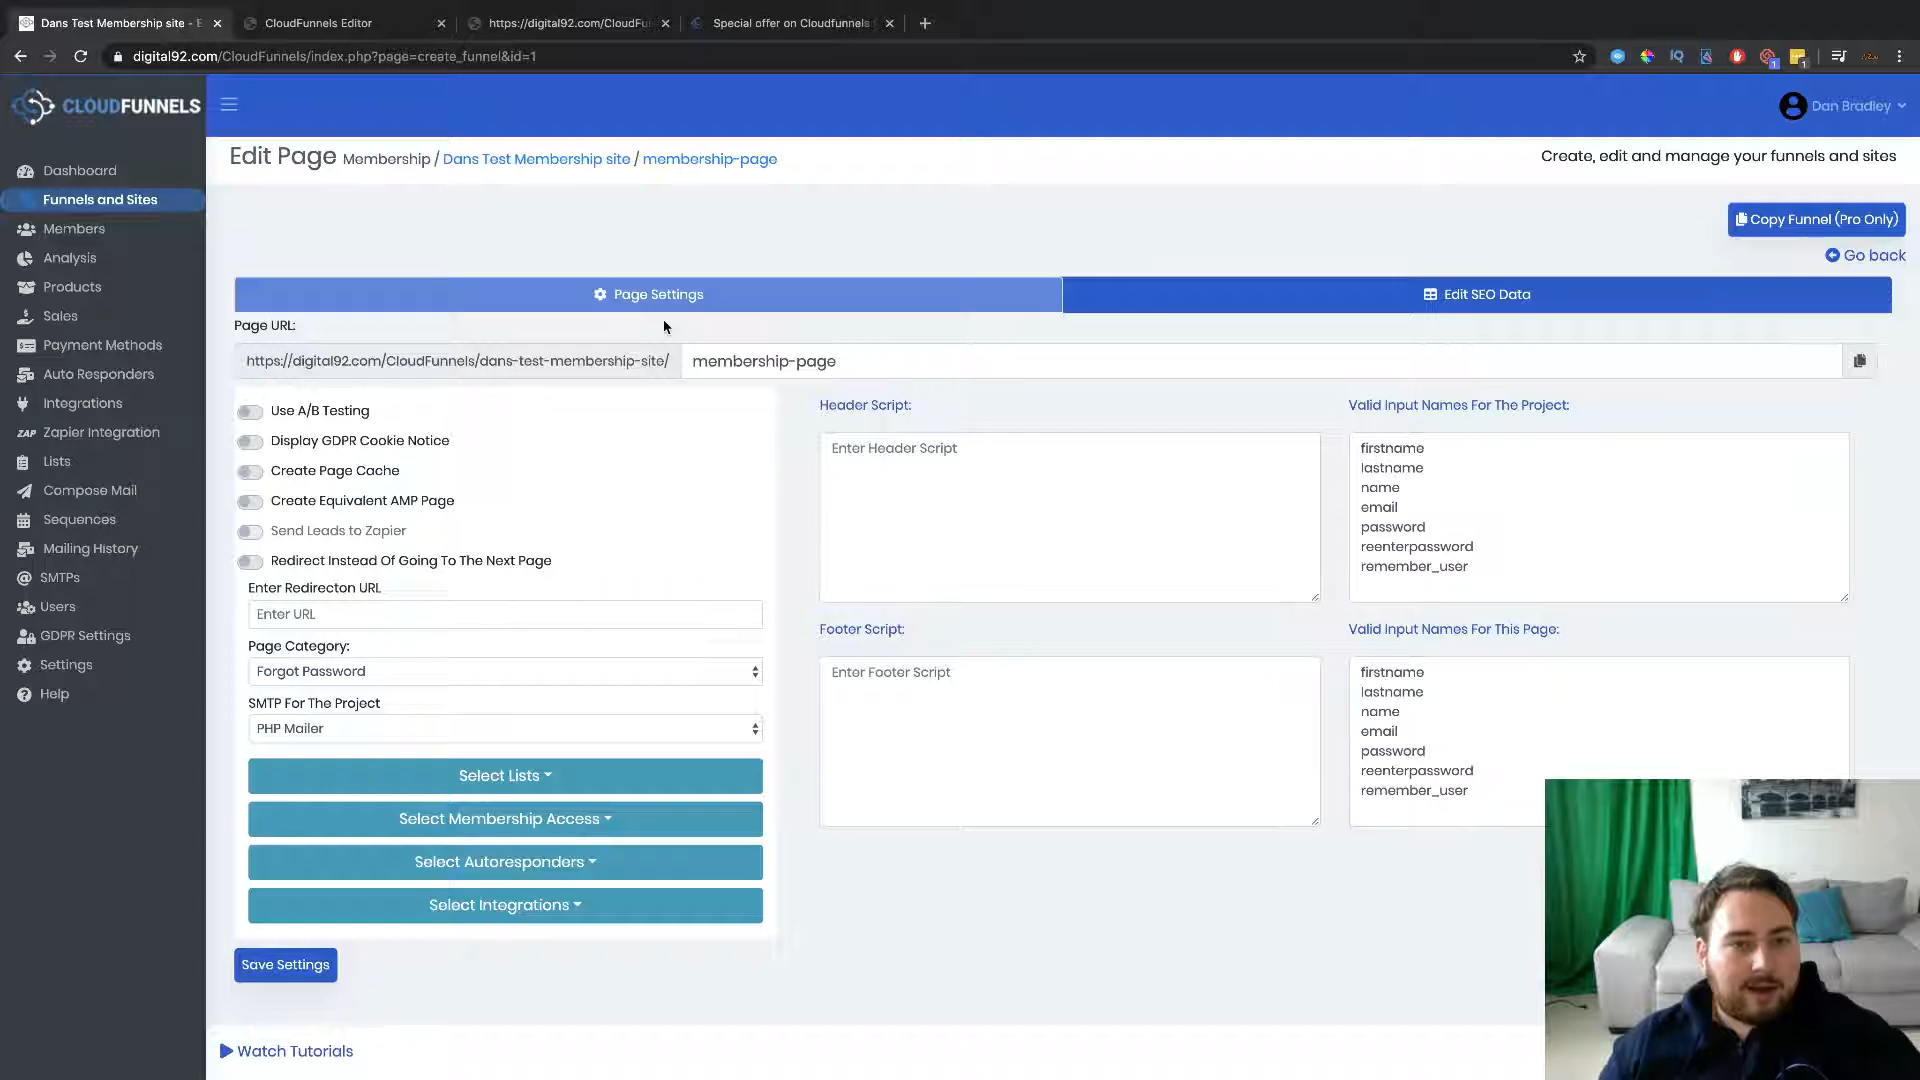 Dans Test Membership site - E
CloudFunnels Editor
https://digital92.com/CloudFu
Special offer on Cloudfunnels
digital92.com/CloudFunnels/index.php?page=create_funnel&id=1
CLOUDFUNNELS
Dan Bradley
Edit Page Membership / Dans Test Membership site / membership-page
Create, edit and manage your funnels and sites
Dashboard
Funnels and Sites
Members
Analysis
Products
Sales
Payment Methods
Auto Responders
Integrations
ZAP Zapier Integration
Lists
Compose Mail
Sequences
Mailing History
SMTPs
Users
GDPR Settings
Settings
Help
Copy Funnel (Pro Only)
Go back
Page Settings
Edit SEO Data
Page URL:
https://digital92.com/CloudFunnels/dans-test-membership-site/
membership-page
Use A/B Testing
Display GDPR Cookie Notice
Create Page Cache
Create Equivalent AMP Page
Send Leads to Zapier
Redirect Instead Of Going To The Next Page
Enter Redirecton URL
Enter URL
Page Category:
Forgot Password
SMTP For The Project
PHP Mailer
Select Lists
Select Membership Access
Select Autoresponders
Select Integrations
Save Settings
Header Script:
Enter Header Script
Footer Script:
Enter Footer Script
Valid Input Names For The Project:
firstname
lastname
name
email
password
reenterpassword
remember_user
Valid Input Names For This Page:
firstname
lastname
name
email
password
reenterpassword
remember_user
Watch Tutorials